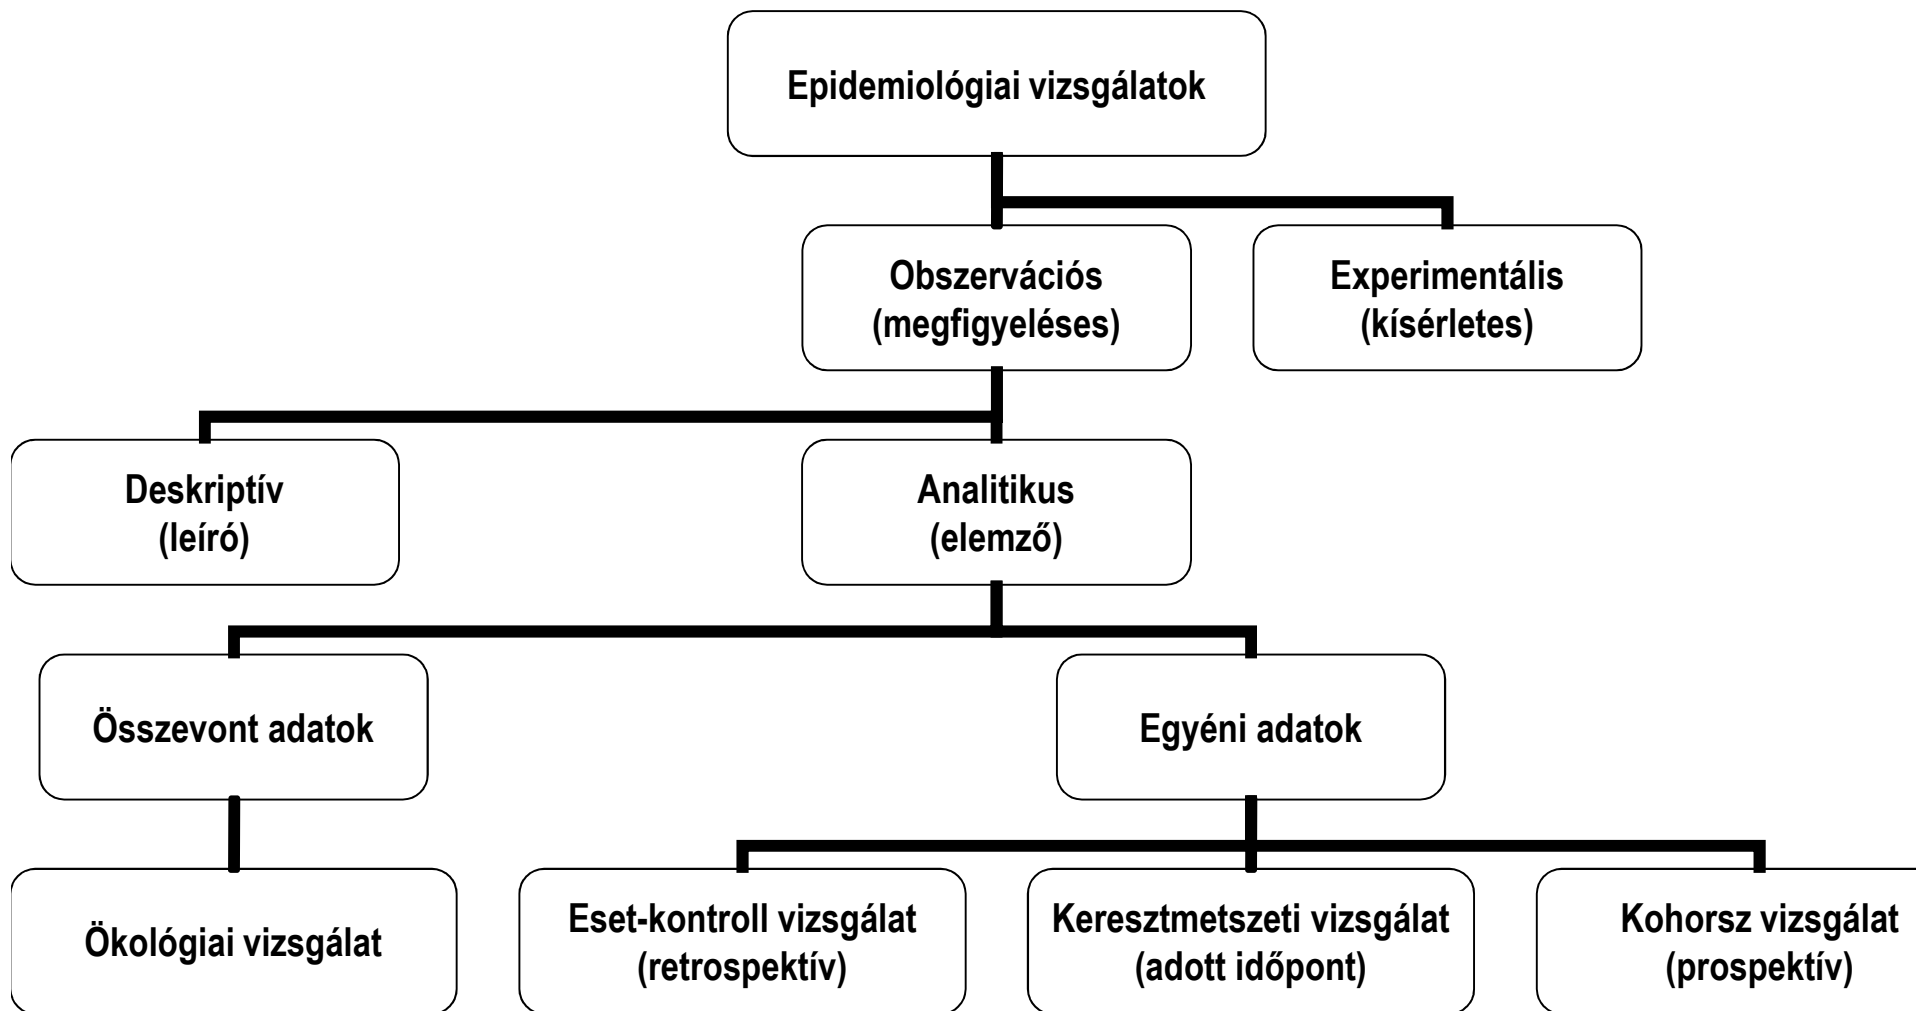 Epidemiológiai vizsgálatok
Obszervációs
(megfigyeléses)
Experimentális
(kísérletes)
Deskriptív
(leíró)
Analitikus
(elemző)
Összevont adatok
Egyéni adatok
Ökológiai vizsgálat
Eset-kontroll vizsgálat
(retrospektív)
Keresztmetszeti vizsgálat
(adott időpont)
Kohorsz vizsgálat
(prospektív)